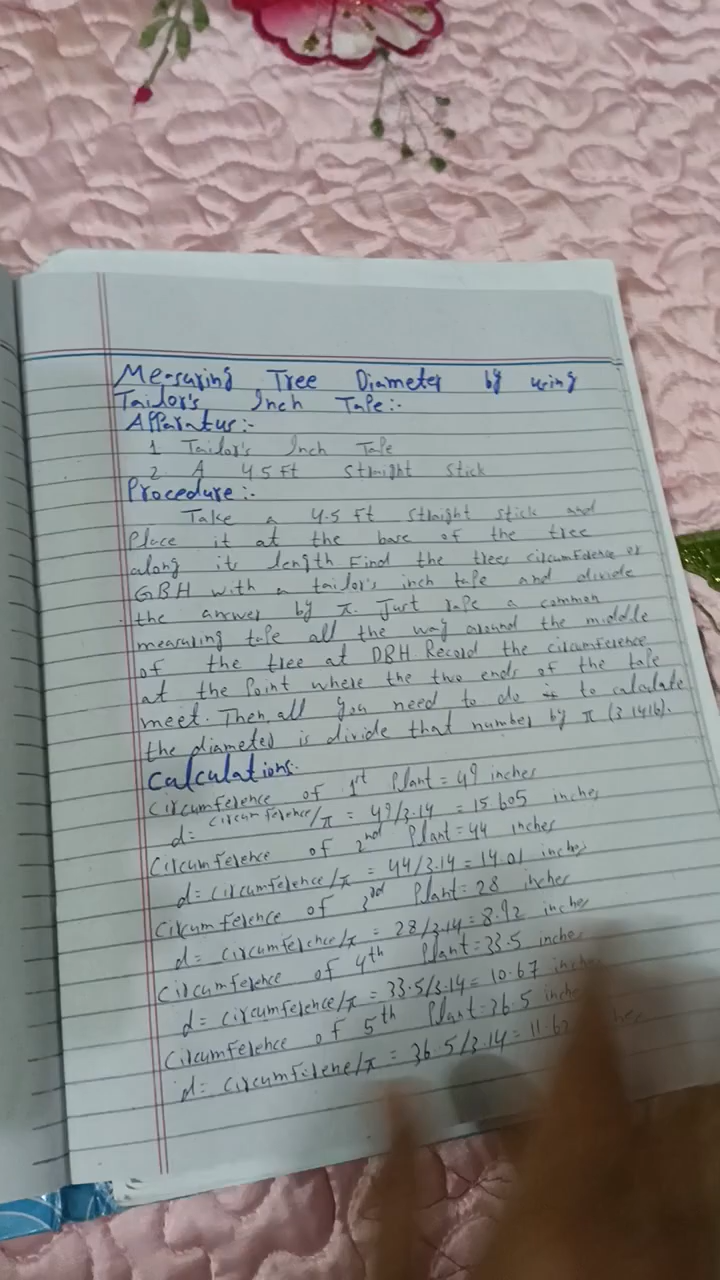 Measuring Tree Diameter by using
Tailor's Inch Tape:-
Apparatus:-
1 Tailor's Inch Tape
2 A 4.5 Ft straight stick
Procedure:-
Take a 4.5 Ft straight stick and
Place it at the base of the tree
along its length Find the trees circumference or
GBH with a tailor's inch tape and divide
the answer by π. Just rape a common
measuring tape all the way around the middle
of the tree at DBH. Record the circumference
at the Point where the two ends of the tape
meet. Then, all you need to do is to calculate
the diameter is divide that number by π (3.1416).
Calculations:-
Circumference of 1st Plant = 49 inches
d= circumference/π = 49/3.14 = 15.605 inches
Circumference of 2nd Plant = 44 inches
d= circumference/π = 44/3.14 = 14.01 inches
Circumference of 3rd Plant = 28 inches
d= circumference/π = 28/3.14 = 8.92 inches
Circumference of 4th Plant = 33.5 inches
d= circumference/π = 33.5/3.14 = 10.67 inches
Circumference of 5th Plant = 36.5 inches
d= circumferene/π = 36.5/3.14 = 11.62